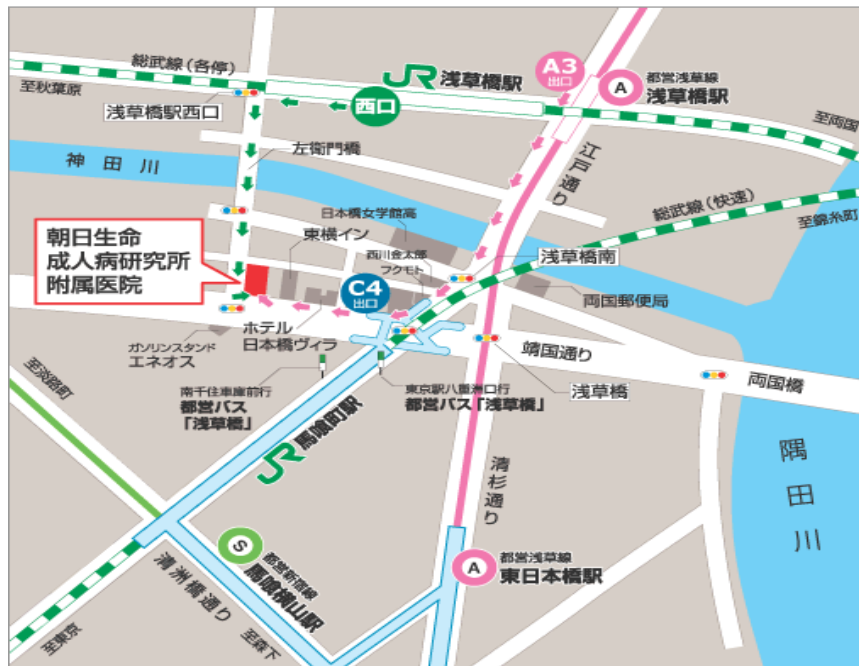 総武線（各停）
至秋葉原
浅草橋駅西口
JR 浅草橋駅
西口
A3
出口
A
都営浅草線
浅草橋駅
至両国
神田川
左衛門橋
江戸通り
総武線（快速）
至錦糸町
日本橋女学館高
東横イン
西川金太郎
フクモト
浅草橋南
朝日生命
成人病研究所
附属医院
C4
出口
両国郵便局
ホテル
日本橋ヴィラ
ガソリンスタンド
エネオス
靖国通り
両国橋
至淡路町
南千住車庫前行
都営バス
「浅草橋」
東京駅八重洲口行
都営バス「浅草橋」
浅草橋
JR 馬喰町駅
清杉通り
隅田川
S
都営新宿線
馬喰横山駅
A
都営浅草線
東日本橋駅
清洲橋通り
至東京
至森下